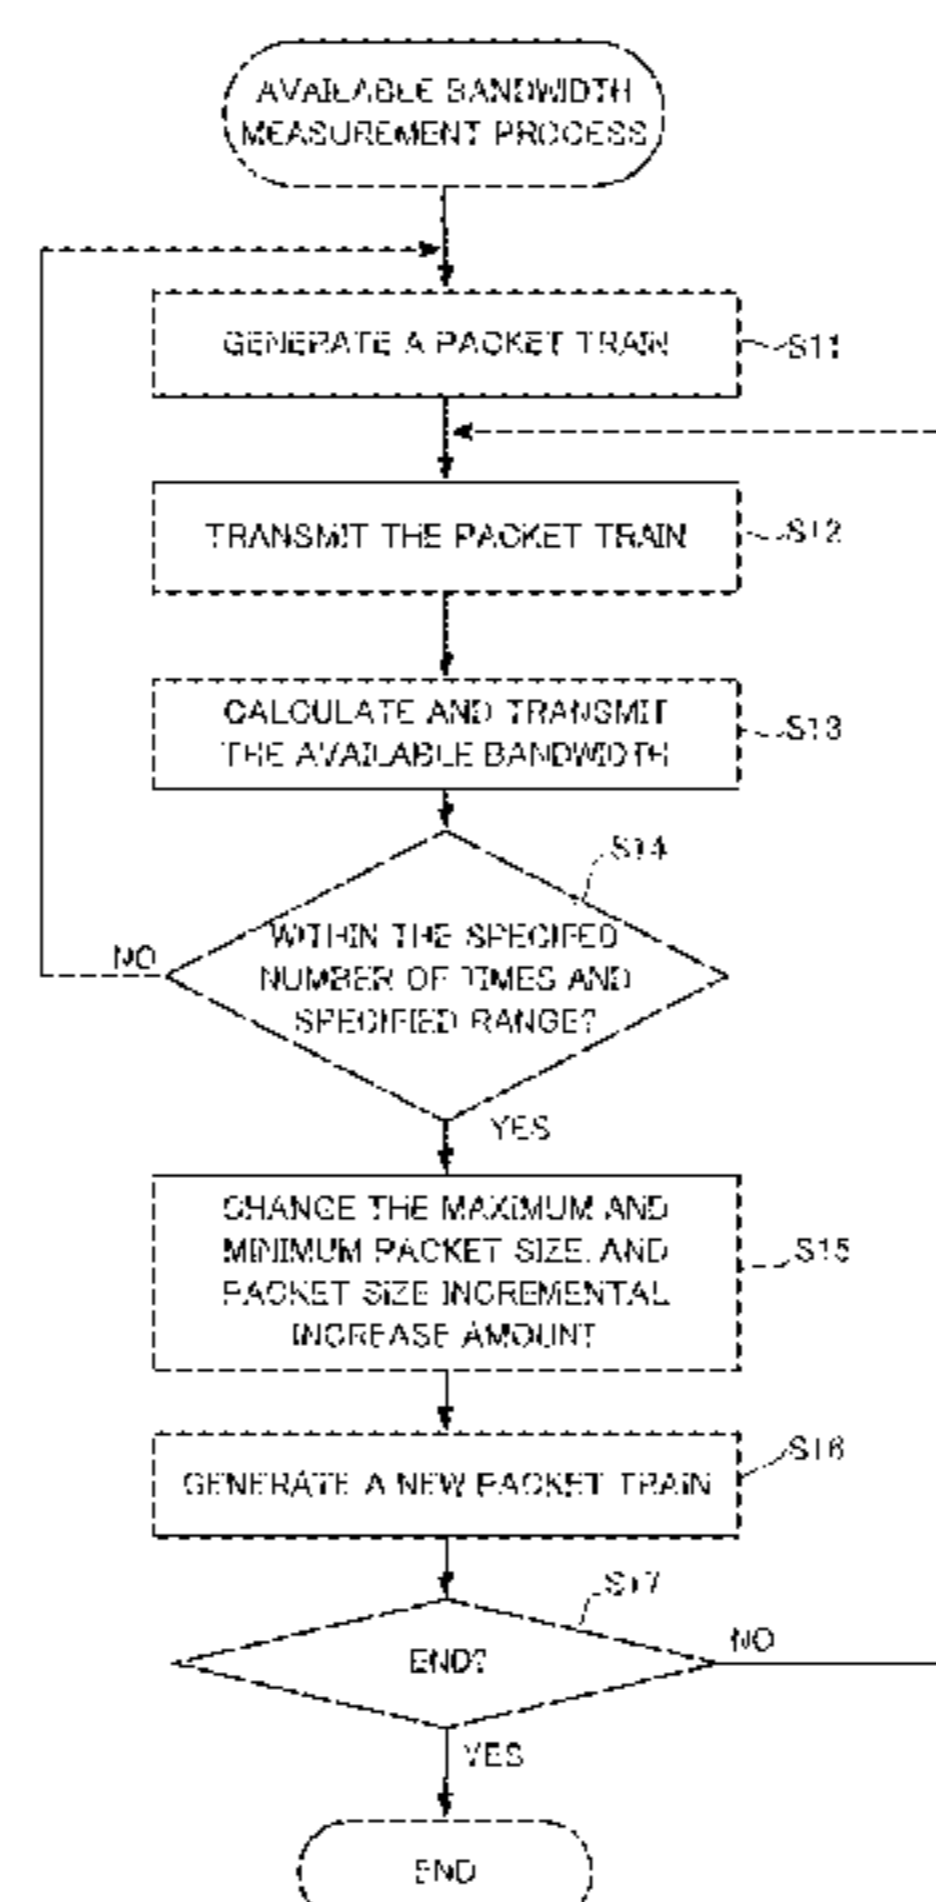 AVAILABLE BANDWIDTH
MEASUREMENT PROCESS
GENERATE A PACKET TRAIN
S11
TRANSMIT THE PACKET TRAIN
S12
CALCULATE AND TRANSMIT
THE AVAILABLE BANDWIDTH
S13
S14
WITHIN THE SPECIFED
NUMBER OF TIMES AND
SPECIFIED RANGE?
NO
YES
CHANGE THE MAXIMUM AND
MINIMUM PACKET SIZE, AND
PACKET SIZE INCREMENTAL
INCREASE AMOUNT
S15
GENERATE A NEW PACKET TRAIN
S16
S17
END?
NO
YES
END